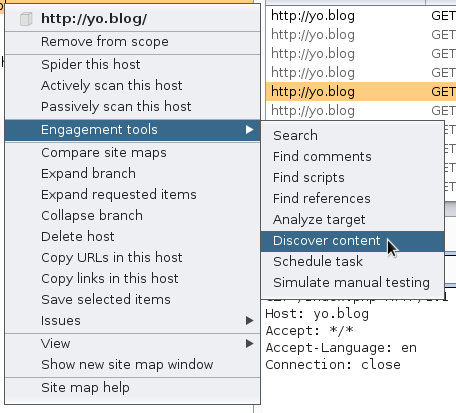 http://yo.blog/
Remove from scope
Spider this host
Actively scan this host
Passively scan this host
Engagement tools
Compare site maps
Expand branch
Expand requested items
Collapse branch
Delete host
Copy URLs in this host
Copy links in this host
Save selected items
Issues
View
Show new site map window
Site map help
http://yo.blog GET
http://yo.blog GET
http://yo.blog GET
http://yo.blog GET
http://yo.blog GET
http://yo.blog GET
Search
Find comments
Find scripts
Find references
Analyze target
Discover content
Schedule task
Simulate manual testing
Host: yo.blog
Accept: */*
Accept-Language: en
Connection: close